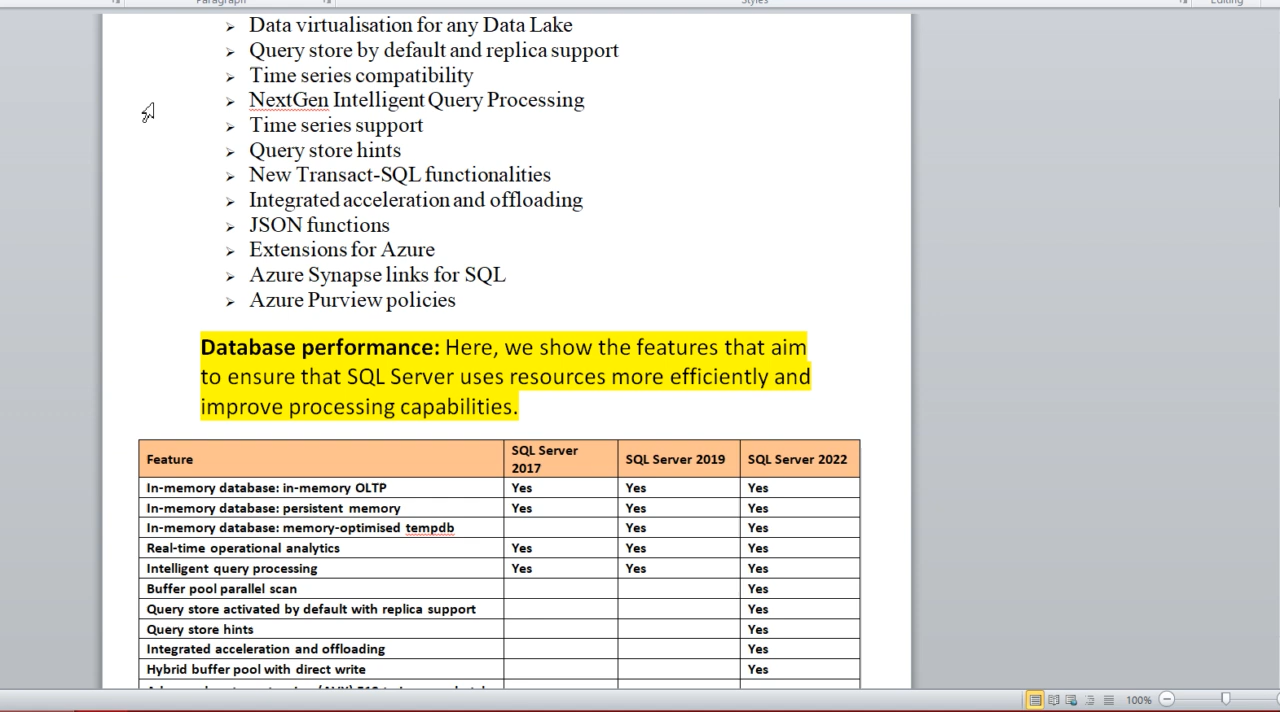 Paragraph
Styles
Editing
Data virtualisation for any Data Lake
Query store by default and replica support
Time series compatibility
NextGen Intelligent Query Processing
Time series support
Query store hints
New Transact-SQL functionalities
Integrated acceleration and offloading
JSON functions
Extensions for Azure
Azure Synapse links for SQL
Azure Purview policies
Database performance: Here, we show the features that aim
to ensure that SQL Server uses resources more efficiently and
improve processing capabilities.
Feature SQL Server 2017 SQL Server 2019 SQL Server 2022
In-memory database: in-memory OLTP Yes Yes Yes
In-memory database: persistent memory Yes Yes Yes
In-memory database: memory-optimised tempdb Yes Yes
Real-time operational analytics Yes Yes Yes
Intelligent query processing Yes Yes Yes
Buffer pool parallel scan Yes
Query store activated by default with replica support Yes
Query store hints Yes
Integrated acceleration and offloading Yes
Hybrid buffer pool with direct write Yes
100%